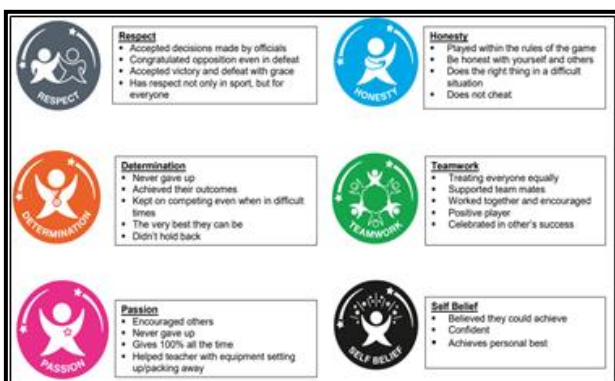 RESPECT
Respect
Accepted decisions made by officials
Congratulated opposition even in defeat
Accepted victory and defeat with grace
Has respect not only in sport, but for
everyone
HONESTY
Honesty
Played within the rules of the game
Be honest with yourself and others
Does the right thing in a difficult
situation
Does not cheat
DETERMINATION
Determination
Never gave up
Achieved their outcomes
Kept on competing even when in difficult
times
The very best they can be
Didn't hold back
TEAMWORK
Teamwork
Treating everyone equally
Supported team mates
Worked together and encouraged
Positive player
Celebrated in other's success
PASSION
Passion
Encouraged others
Never gave up
Gives 100% all the time
Helped teacher with equipment setting
up/packing away
SELF BELIEF
Self Belief
Believed they could achieve
Confident
Achieves personal best